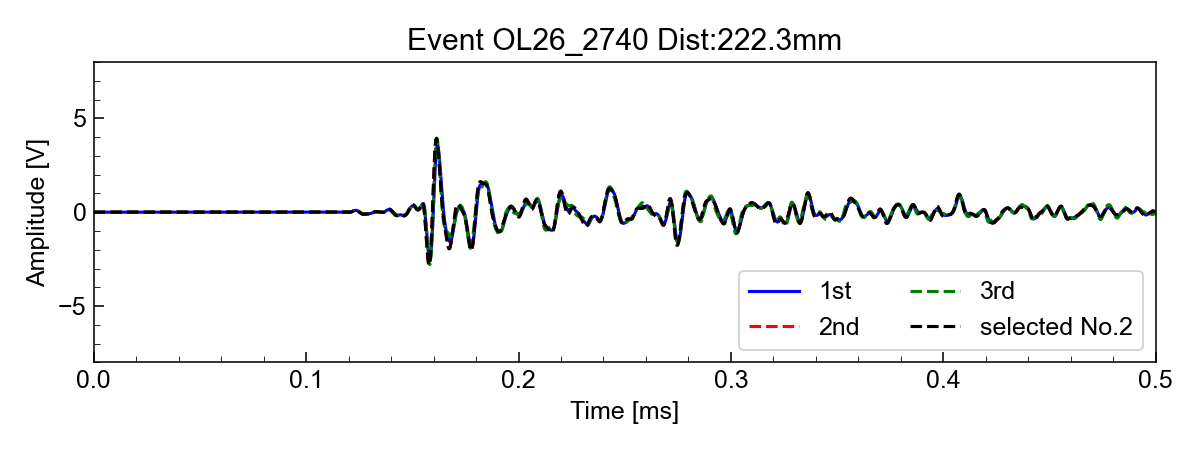 Event OL26_2740 Dist:222.3mm
Amplitude [V]
5
0
−5
1st
2nd
3rd
selected No.2
0.0 0.1 0.2 0.3 0.4 0.5
Time [ms]